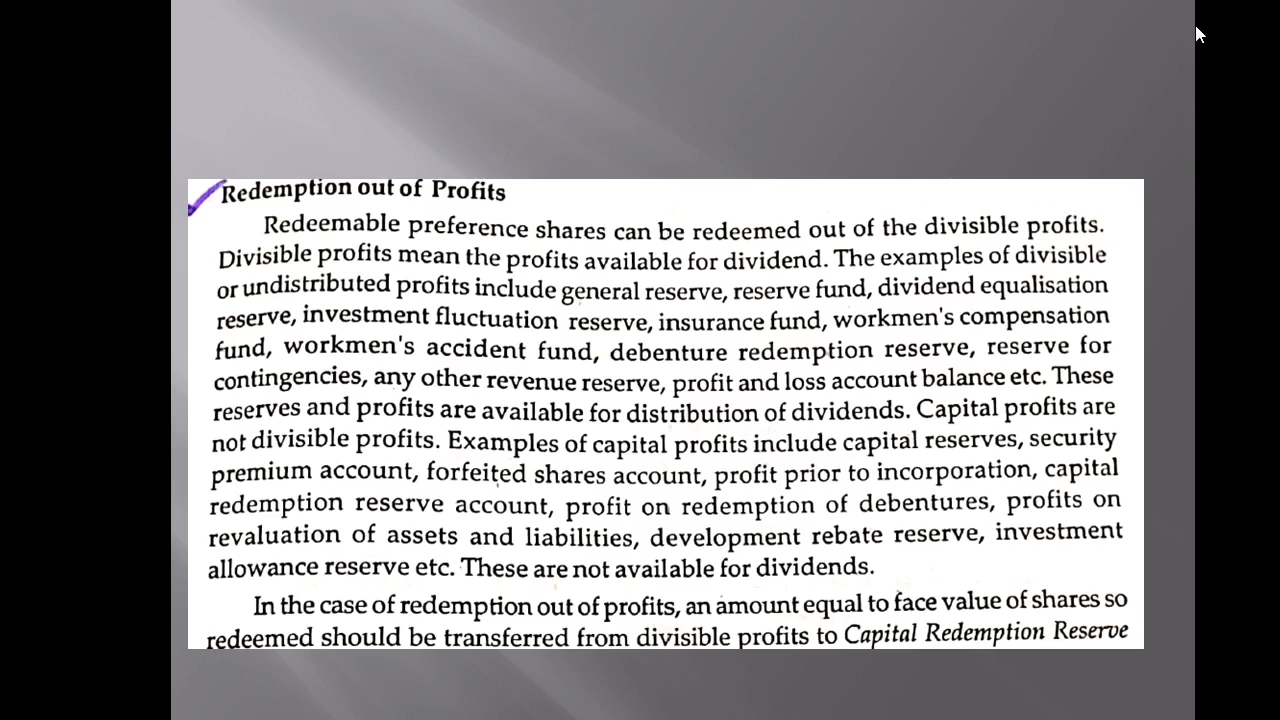 Redemption out of Profits
Redeemable preference shares can be redeemed out of the divisible profits.
Divisible profits mean the profits available for dividend. The examples of divisible
or undistributed profits include general reserve, reserve fund, dividend equalisation
reserve, investment fluctuation reserve, insurance fund, workmen's compensation
fund, workmen's accident fund, debenture redemption reserve, reserve for
contingencies, any other revenue reserve, profit and loss account balance etc. These
reserves and profits are available for distribution of dividends. Capital profits are
not divisible profits. Examples of capital profits include capital reserves, security
premium account, forfeited shares account, profit prior to incorporation, capital
redemption reserve account, profit on redemption of debentures, profits on
revaluation of assets and liabilities, development rebate reserve, investment
allowance reserve etc. These are not available for dividends.
In the case of redemption out of profits, an amount equal to face value of shares so
redeemed should be transferred from divisible profits to Capital Redemption Reserve